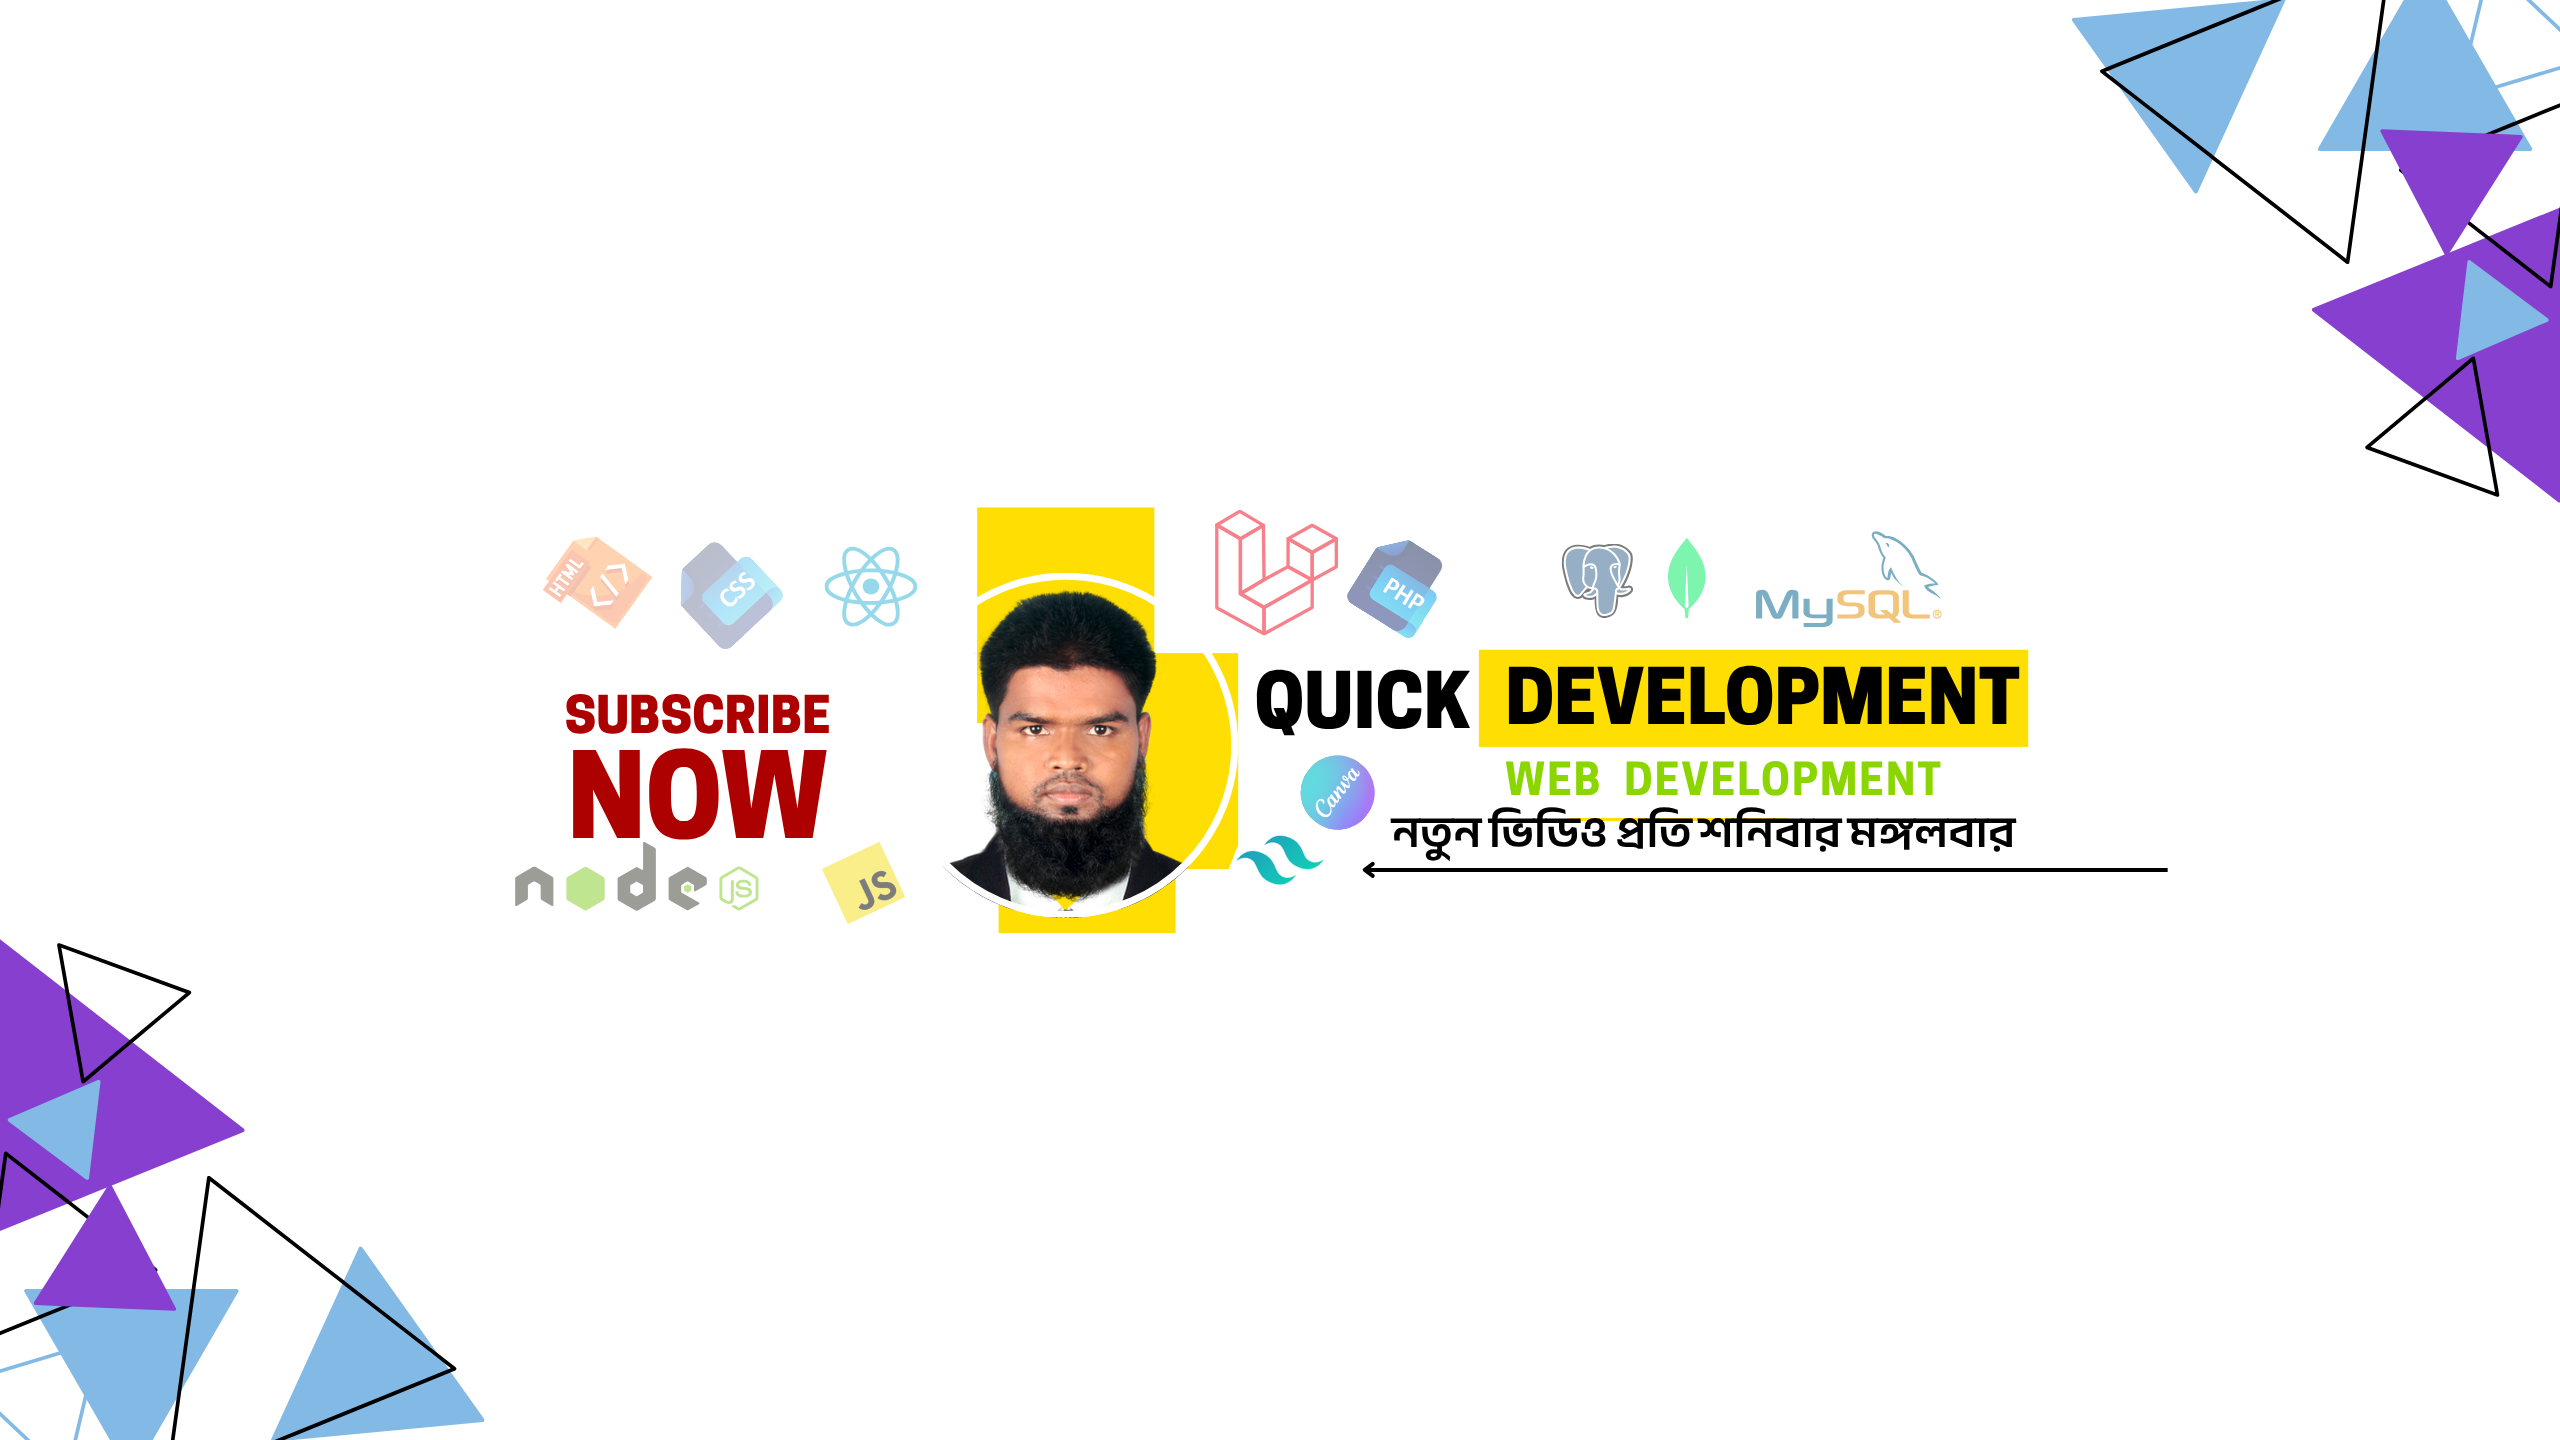 HTML
CSS
SUBSCRIBE
NOW
node
JS
JS
PHP
MySQL®
QUICK DEVELOPMENT
WEB DEVELOPMENT
Canva
নতুন ভিডিও প্রতি শনিবার মঙ্গলবার